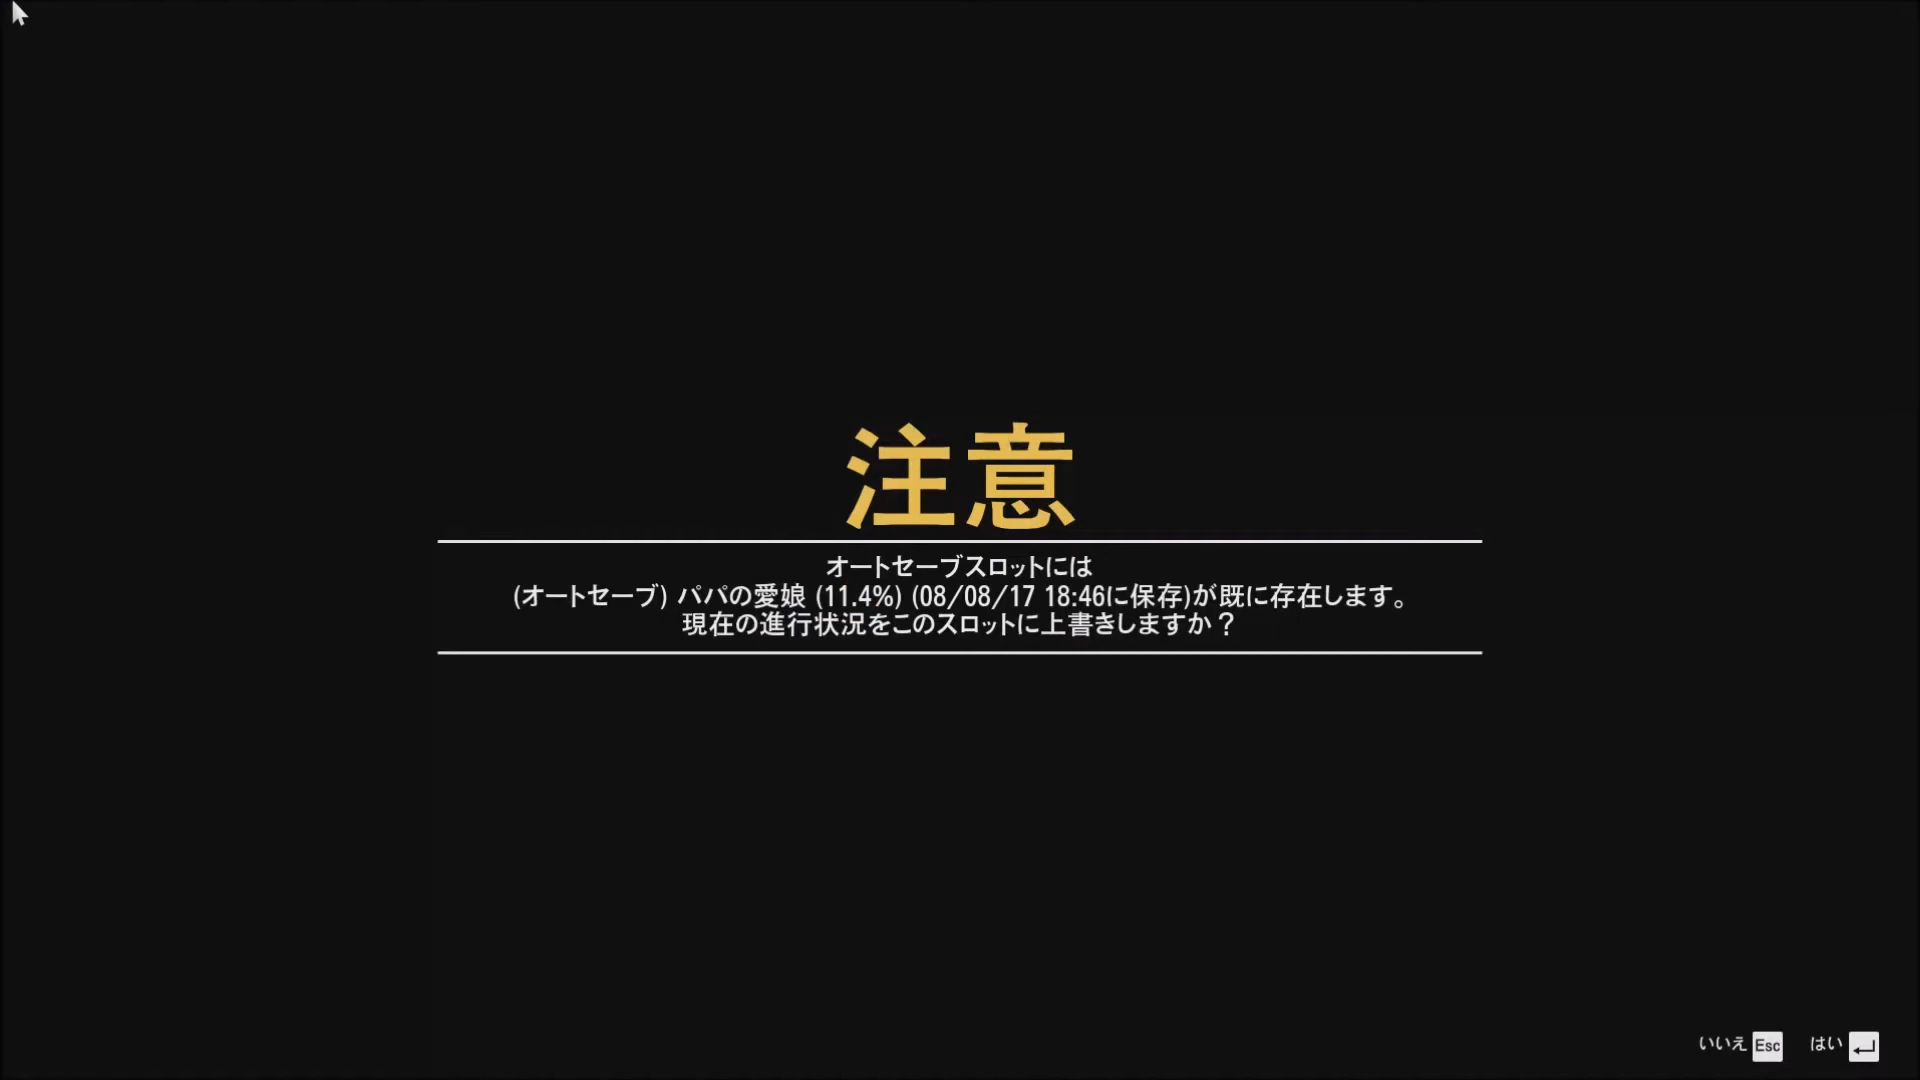 注意
オートセーブスロットには
(オートセーブ) パパの愛娘 (11.4%) (08/08/17 18:46に保存)が既に存在します。
現在の進行状況をこのスロットに上書きしますか？
いいえ Esc はい